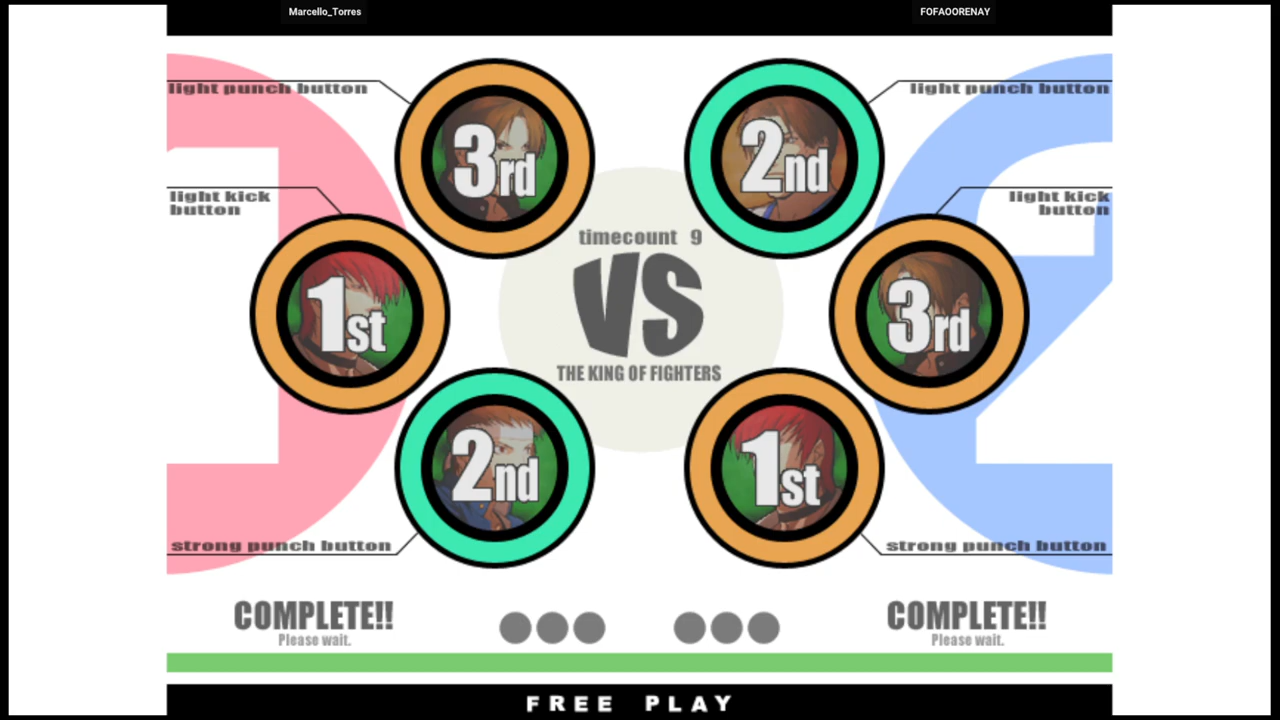 Marcello_Torres
FOFAOORENAY
light punch button
light punch button
3rd
2nd
light kick
button
light kick
button
timecount 9
VS
THE KING OF FIGHTERS
1st
3rd
2nd
1st
strong punch button
strong punch button
COMPLETE!!
Please wait.
COMPLETE!!
Please wait.
FREE PLAY